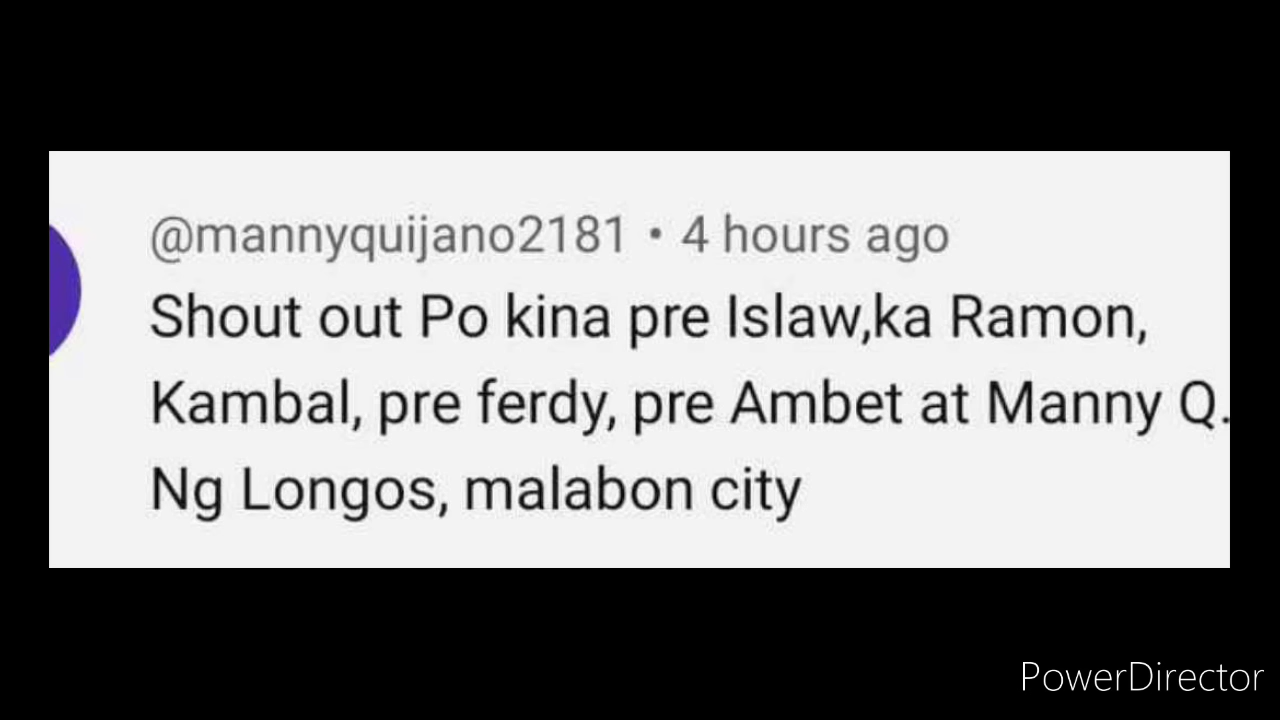 @mannyquijano2181 • 4 hours ago
Shout out Po kina pre Islaw,ka Ramon,
Kambal, pre ferdy, pre Ambet at Manny Q.
Ng Longos, malabon city
PowerDirector